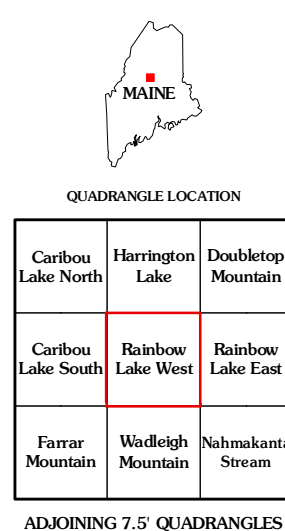 MAINE
QUADRANGLE LOCATION
Caribou
Lake North
Harrington
Lake
Doubletop
Mountain
Caribou
Lake South
Rainbow
Lake West
Rainbow
Lake East
Farrar
Mountain
Wadleigh
Mountain
Nahmakanta
Stream
ADJOINING 7.5' QUADRANGLES